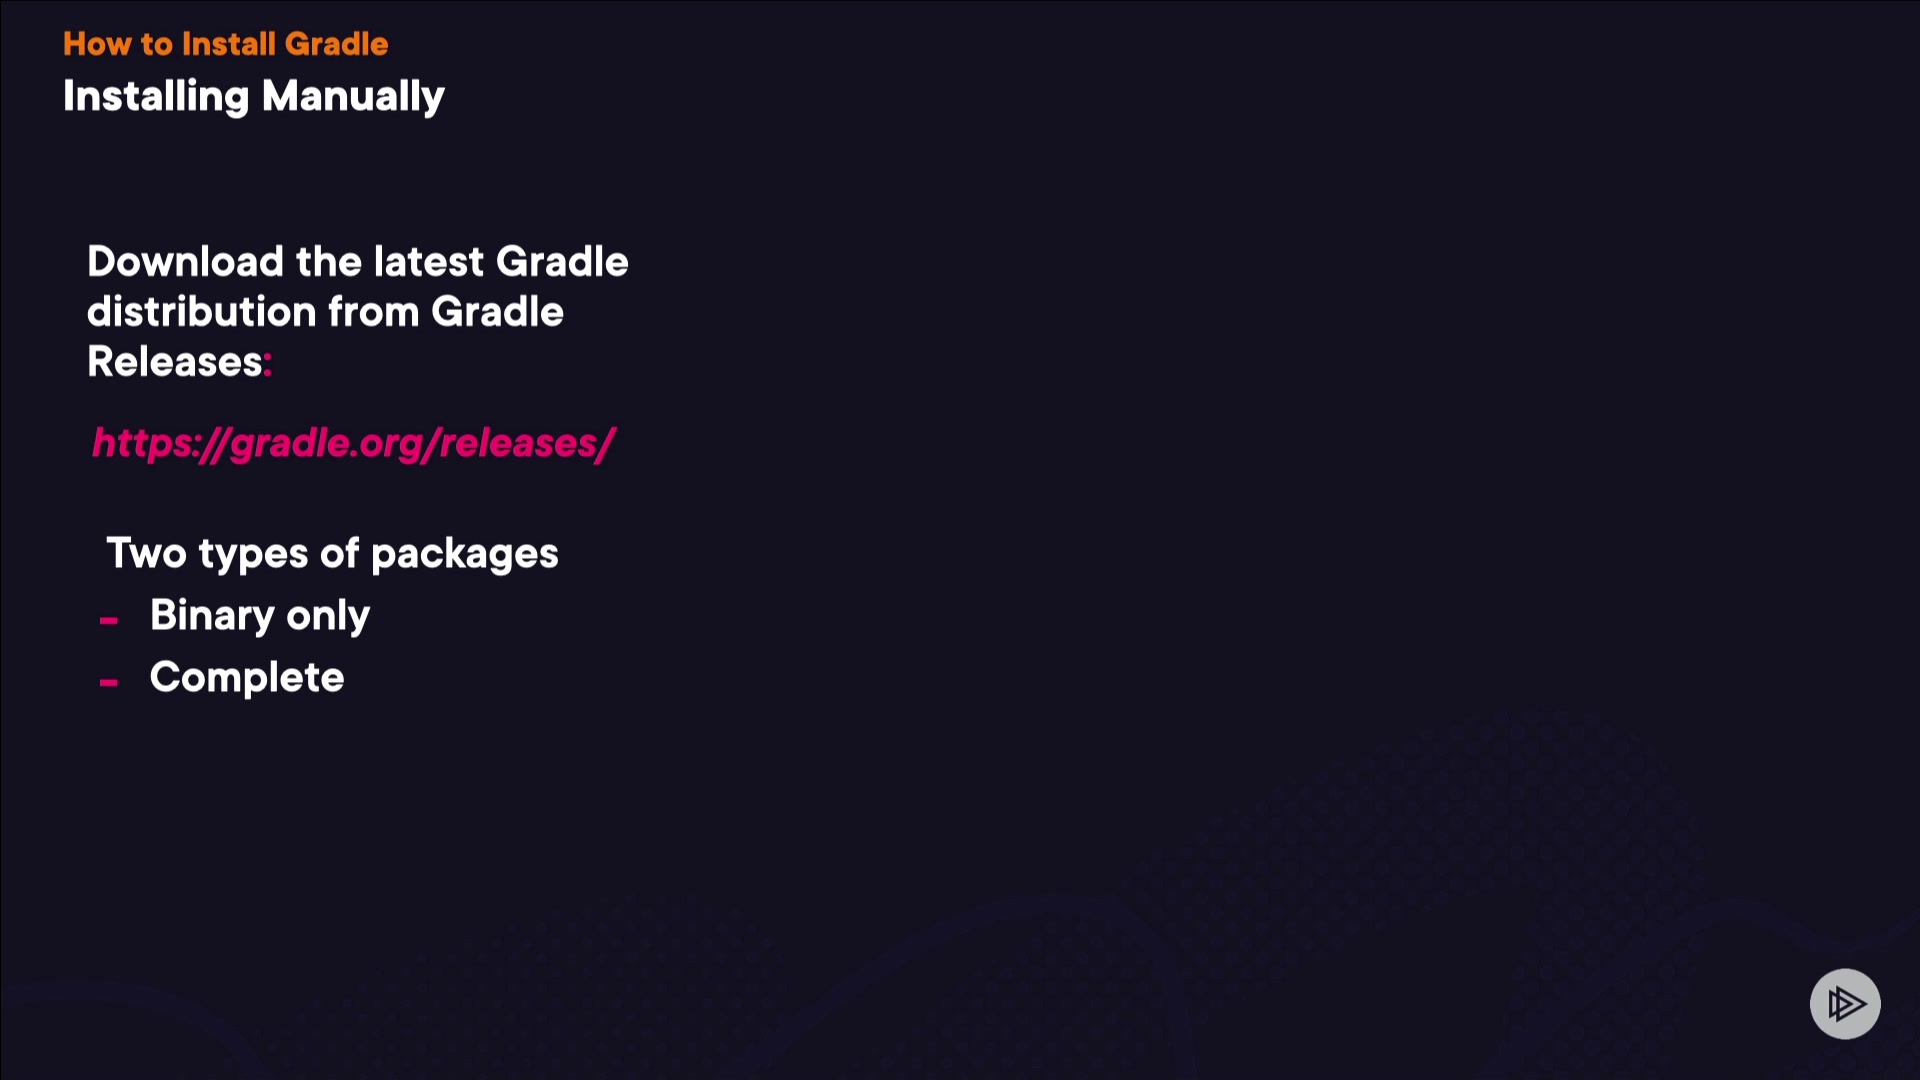 How to Install Gradle
Installing Manually
Download the latest Gradle
distribution from Gradle
Releases:
https://gradle.org/releases/
Two types of packages
- Binary only
- Complete